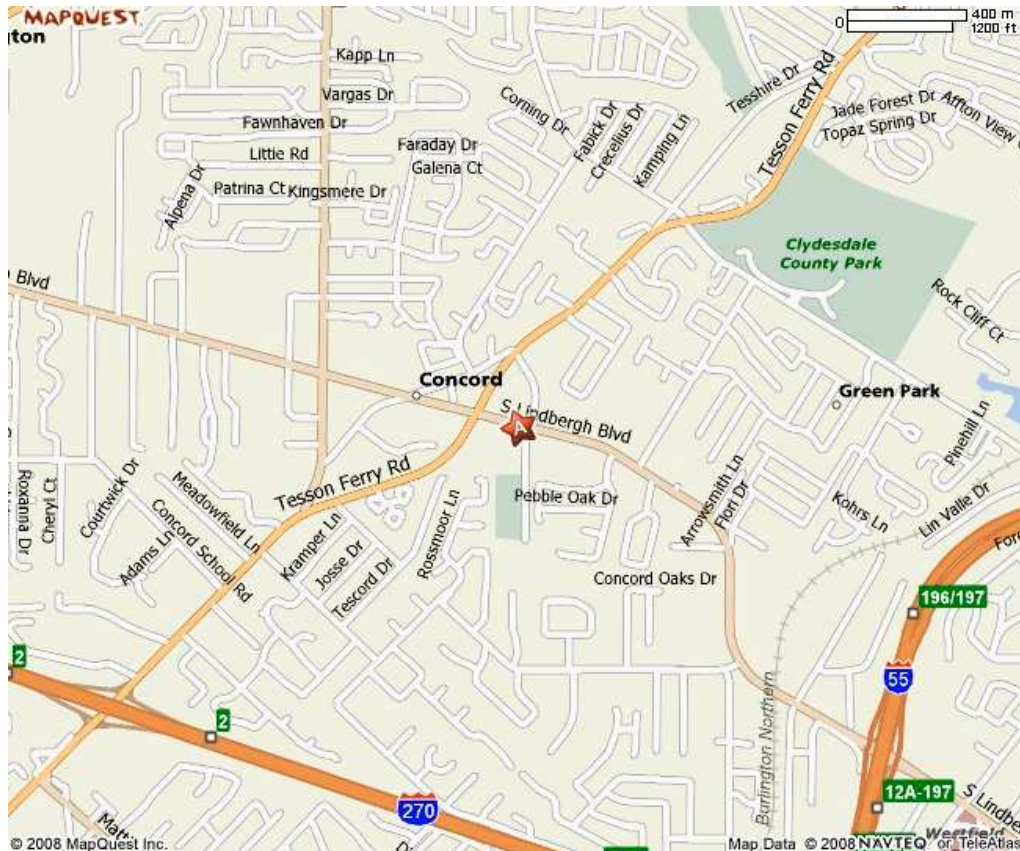 MAPQUEST.
0
400 m
1200 ft
Kapp Ln
Vargas Dr
Fawnhaven Dr
Little Rd
Patrina Ct
Kingsmere Dr
Alpena Dr
Faraday Dr
Galena Ct
Corning Dr
Fabick Dr
Crecelius Dr
Kamping Ln
Tesshire Dr
Tesson Ferry Rd
Jade Forest Dr
Topaz Spring Dr
Affton View
Clydesdale
County Park
Rock Cliff Ct
Blvd
Concord
S Lindbergh Blvd
A
Green Park
Pinehill Ln
Tesson Ferry Rd
Roxanna Dr
Cheryl Ct
Courtwick Dr
Adams Ln
Meadowfield Ln
Concord School Rd
Kramper Ln
Josse Dr
Tescord Dr
Rossmoor Ln
Pebble Oak Dr
Concord Oaks Dr
Arrowsmith Ln
Flori Dr
Kohrs Ln
Lin Valle Dr
196/197
55
Burlington Northern
12A-197
2
2
270
© 2008 MapQuest Inc.
Map Data © 2008 NAVTEQ or TeleAtlas
Westfield